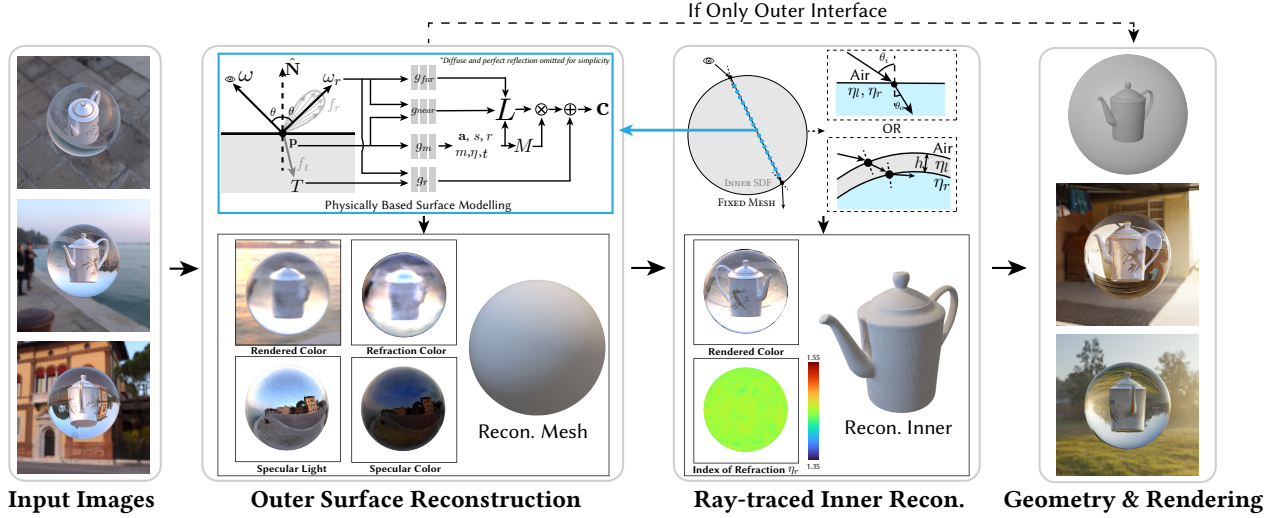 If Only Outer Interface
*Diffuse and perfect reflection omitted for simplicity
ω N̂ ω_r
θ θ f_r
P
f_t
T
g_far
g_near
g_m
g_r
a, s, r
m,η,t
L
M
⊗ ⊕ c
Physically Based Surface Modelling
Inner SDF
Fixed Mesh
θ_i
Air
η_l, η_r
θ_o
OR
Air
h η_l
η_r
Rendered Color
Refraction Color
Specular Light
Specular Color
Recon. Mesh
Rendered Color
1.55
1.35
Index of Refraction η_r
Recon. Inner
Input Images
Outer Surface Reconstruction
Ray-traced Inner Recon.
Geometry & Rendering